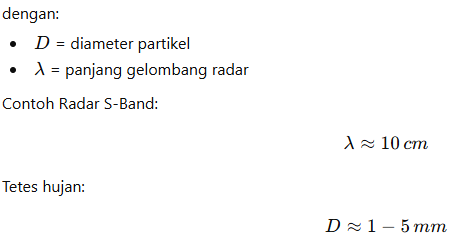 dengan:
• D = diameter partikel
• λ = panjang gelombang radar
Contoh Radar S-Band:
λ ≈ 10 cm
Tetes hujan:
D ≈ 1 − 5 mm